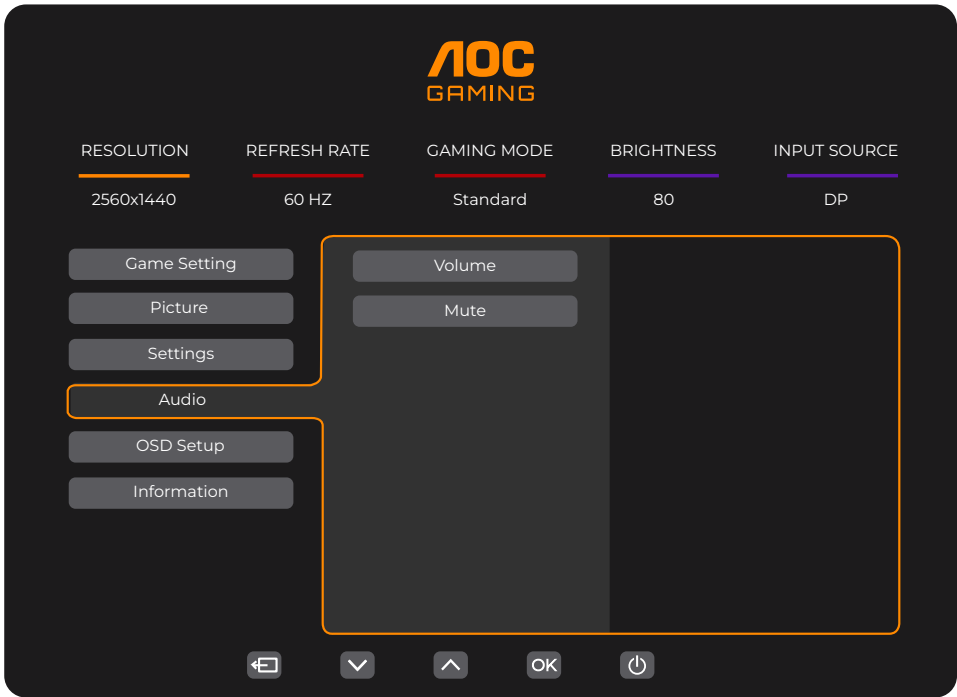 AOC
GAMING
RESOLUTION REFRESH RATE GAMING MODE BRIGHTNESS INPUT SOURCE
2560x1440 60 HZ Standard 80 DP
Game Setting
Picture
Settings
Audio
OSD Setup
Information
Volume
Mute
OK